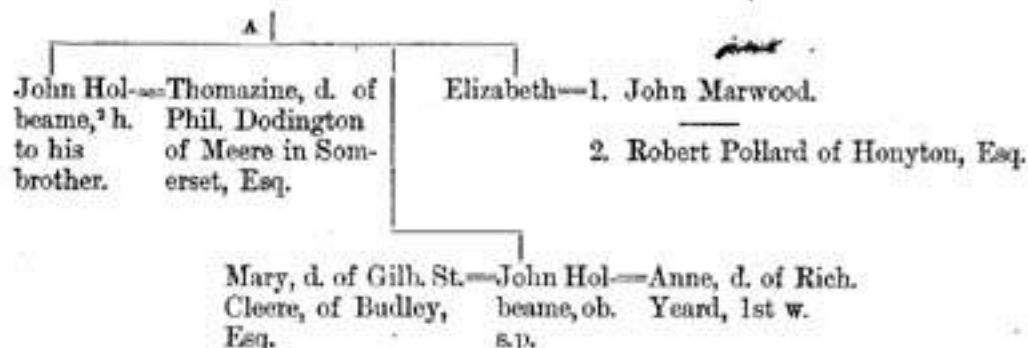 A
John Hol-=Thomazine, d. of
beame,² h. Phil. Dodington
to his of Meere in Som-
brother. erset, Esq.
Elizabeth=1. John Marwood.
2. Robert Pollard of Honyton, Esq.
Mary, d. of Gilb. St.=John Hol-=Anne, d. of Rich.
Cleere, of Budley, beame, ob. Yeard, 1st w.
Esq. s.p.